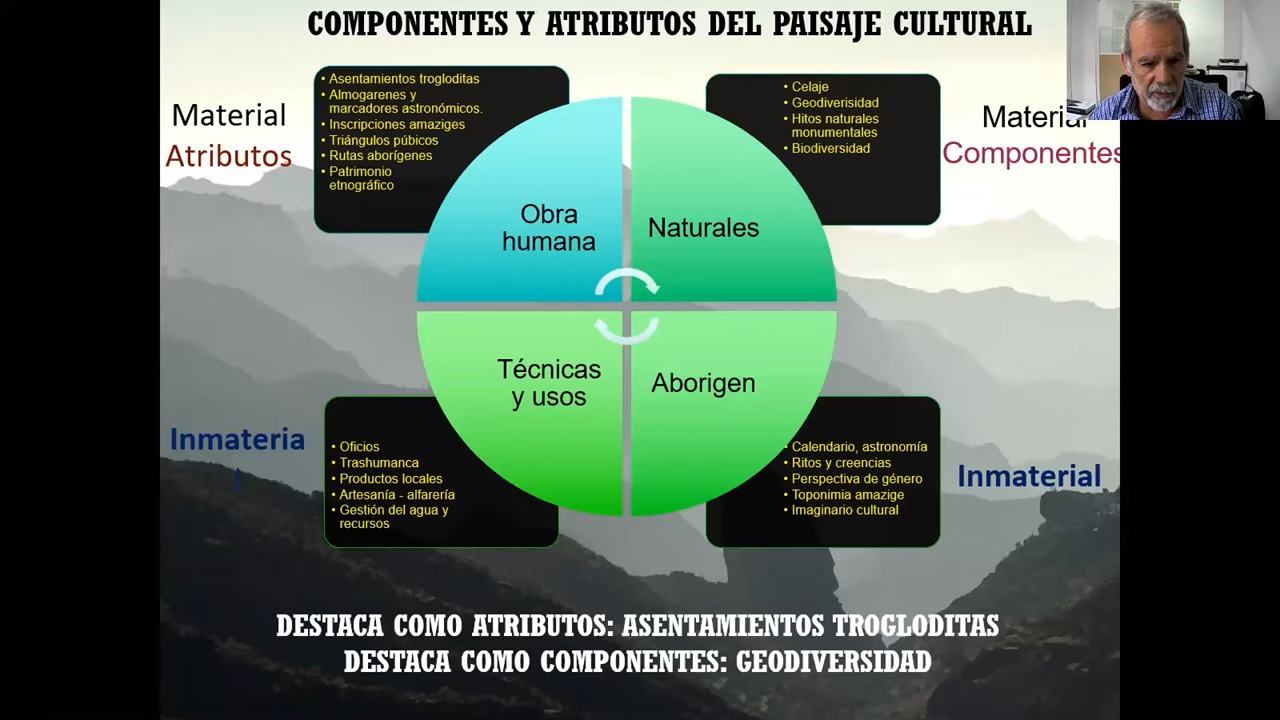 COMPONENTES Y ATRIBUTOS DEL PAISAJE CULTURAL
Material
Atributos
• Asentamientos trogloditas
• Almogarenes y
marcadores astronómicos.
• Inscripciones amaziges
• Triángulos púbicos
• Rutas aborígenes
• Patrimonio
etnográfico
• Celaje
• Geodiverisidad
• Hitos naturales
monumentales
• Biodiversidad
Material
Componentes
Obra
humana
Naturales
Técnicas
y usos
Aborigen
Inmateria
l
• Oficios
• Trashumanca
• Productos locales
• Artesanía - alfarería
• Gestión del agua y
recursos
• Calendario, astronomía
• Ritos y creencias
• Perspectiva de género
• Toponimia amazige
• Imaginario cultural
Inmaterial
DESTACA COMO ATRIBUTOS: ASENTAMIENTOS TROGLODITAS
DESTACA COMO COMPONENTES: GEODIVERSIDAD